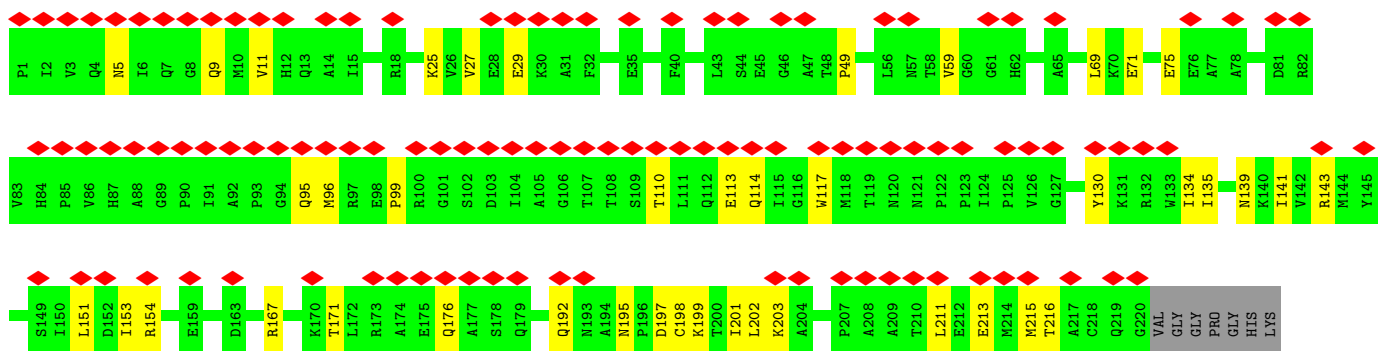 P1 I2 V3 Q4 N5 I6 Q7 G8 Q9 M10 V11 H12 Q13 A14 I15 R18 K25 V26 V27 E28 E29 K30 A31 F32 E35 F40 L43 S44 E45 G46 A47 T48 P49 L56 N57 T58 V59 G60 G61 H62 A65 L69 K70 E71 E75 E76 A77 A78 D81 R82
V83 H84 P85 V86 H87 A88 G89 P90 I91 A92 P93 G94 Q95 M96 R97 E98 P99 R100 G101 S102 D103 I104 A105 G106 T107 T108 S109 T110 L111 Q112 E113 Q114 I115 G116 W117 M118 T119 N120 N121 P122 P123 I124 P125 V126 G127 Y130 K131 R132 W133 I134 I135 N139 K140 I141 V142 R143 M144 Y145
S149 I150 L151 D152 I153 R154 E159 D163 R167 K170 T171 L172 R173 A174 E175 Q176 A177 S178 Q179 Q192 N193 A194 N195 P196 D197 C198 K199 T200 I201 L202 K203 A204 P207 A208 A209 T210 L211 E212 E213 M214 M215 T216 A217 C218 Q219 G220 VAL GLY GLY PRO GLY HIS LYS